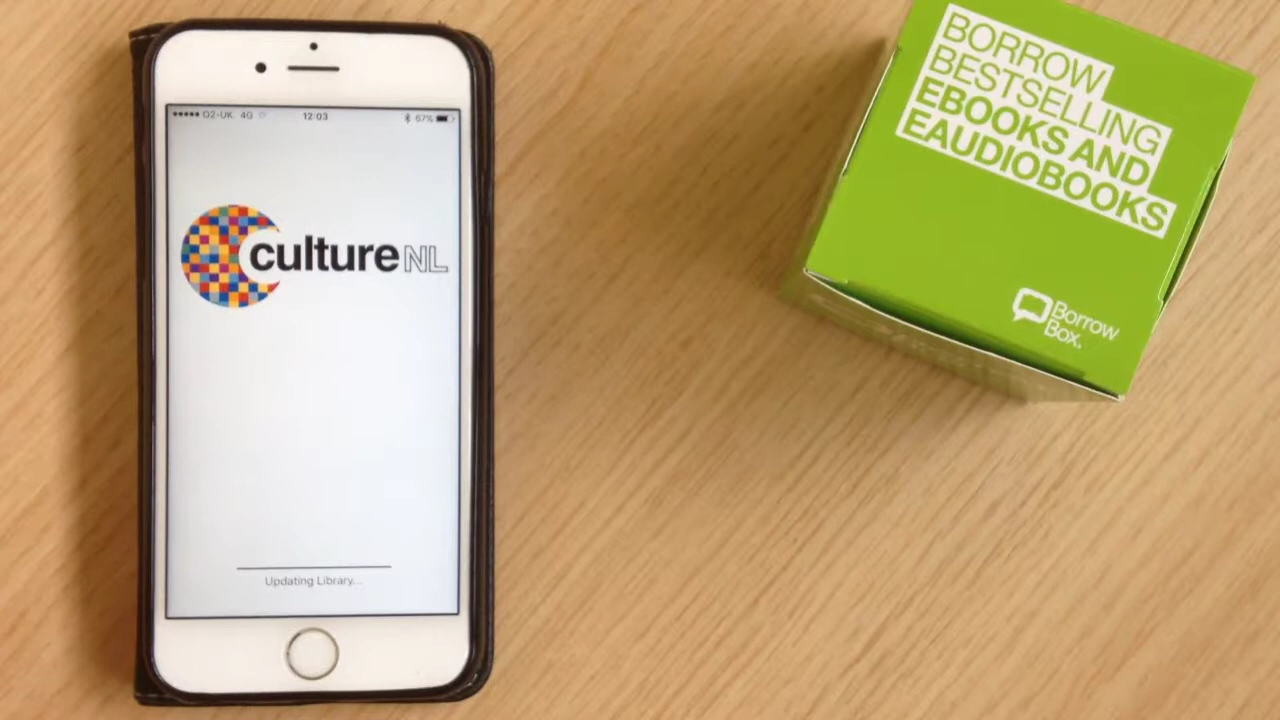 O2-UK 4G 12:03 67%
culture NL
Updating Library...
BORROW
BESTSELLING
EBOOKS AND
EAUDIOBOOKS
Borrow
Box.